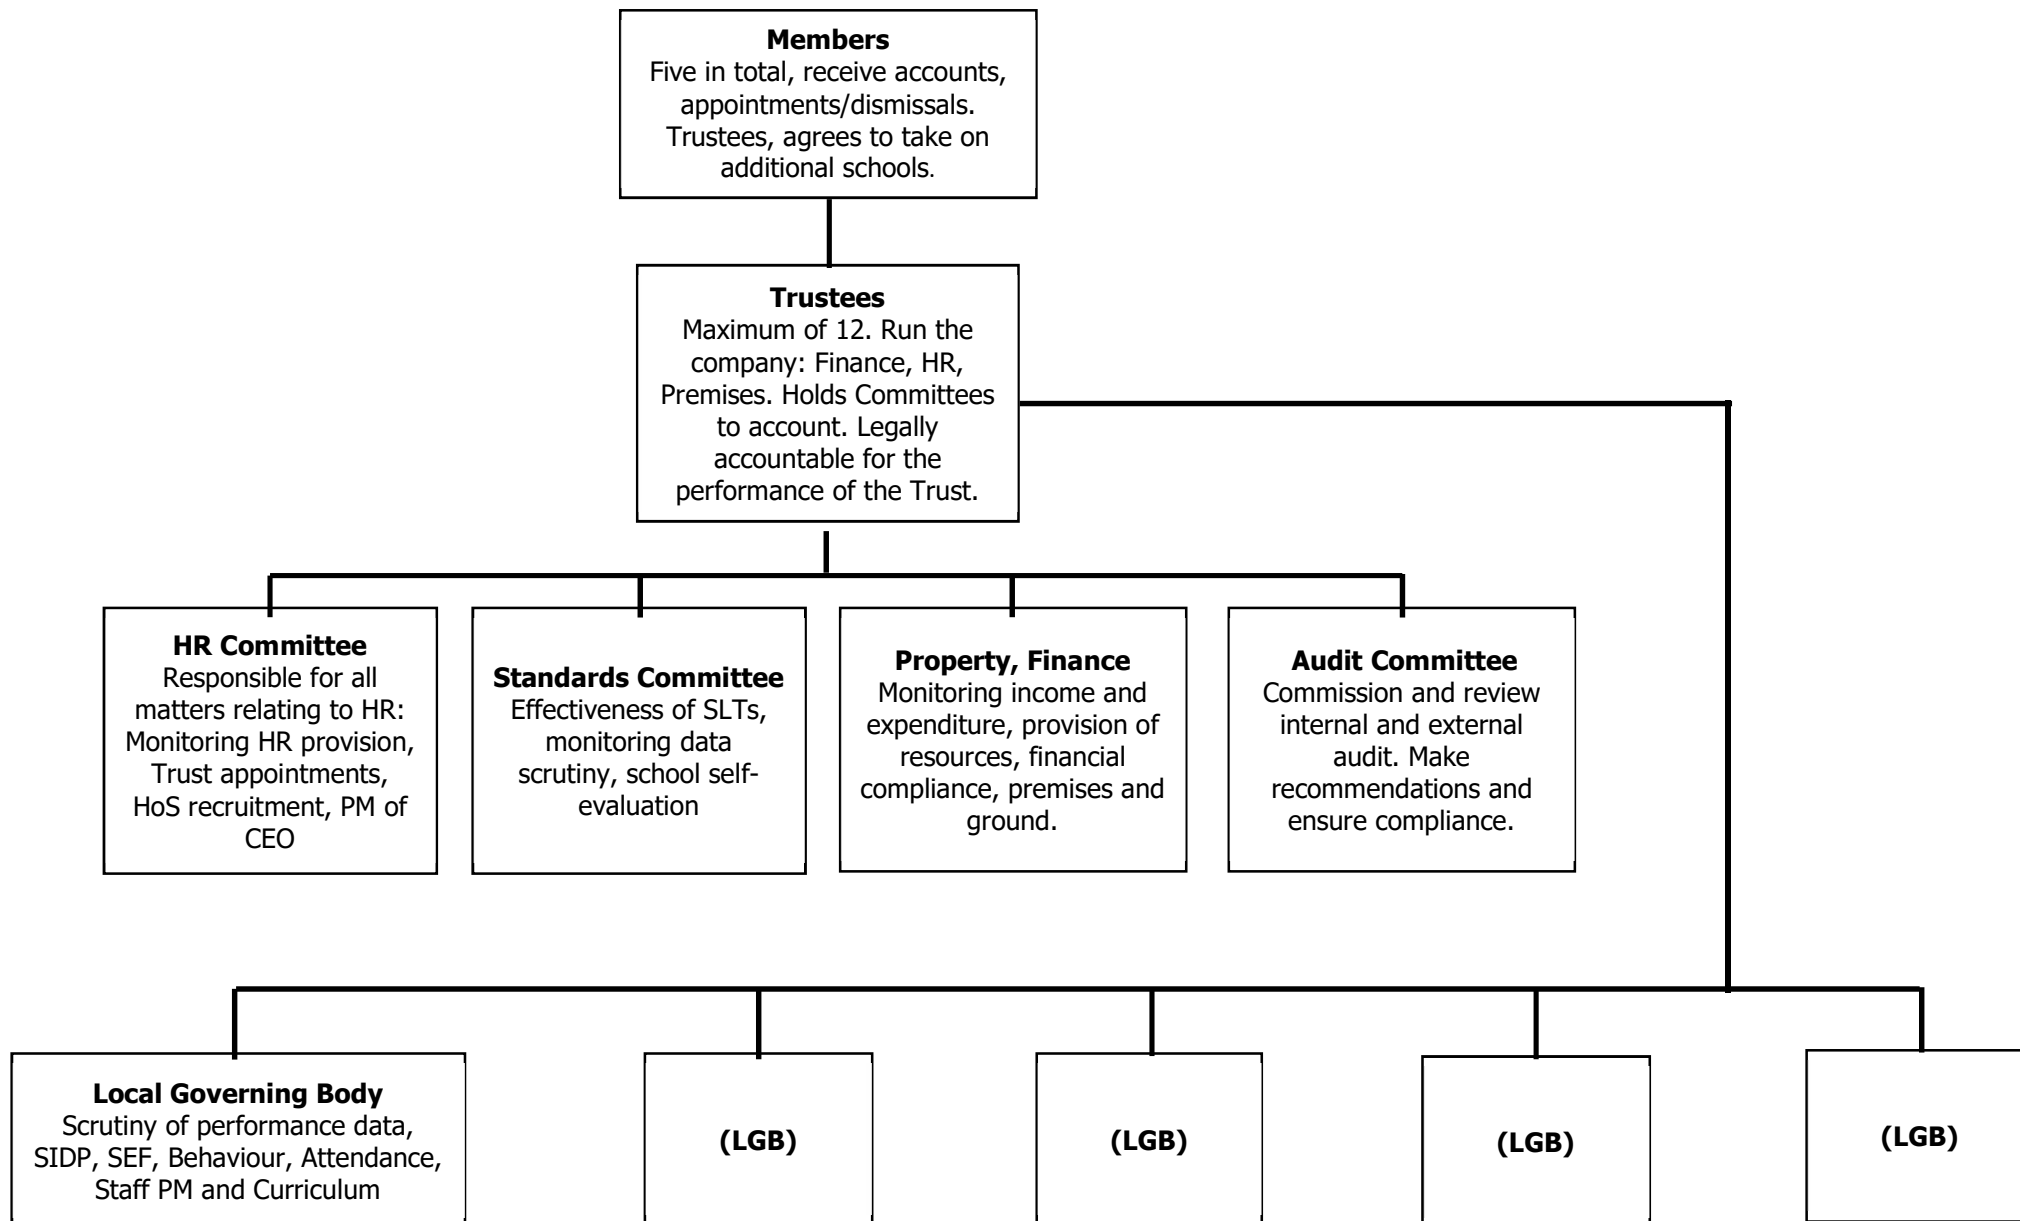 Members
Five in total, receive accounts,
appointments/dismissals.
Trustees, agrees to take on
additional schools.
Trustees
Maximum of 12. Run the
company: Finance, HR,
Premises. Holds Committees
to account. Legally
accountable for the
performance of the Trust.
HR Committee
Responsible for all
matters relating to HR:
Monitoring HR provision,
Trust appointments,
HoS recruitment, PM of
CEO
Standards Committee
Effectiveness of SLTs,
monitoring data
scrutiny, school self-
evaluation
Property, Finance
Monitoring income and
expenditure, provision of
resources, financial
compliance, premises and
ground.
Audit Committee
Commission and review
internal and external
audit. Make
recommendations and
ensure compliance.
Local Governing Body
Scrutiny of performance data,
SIDP, SEF, Behaviour, Attendance,
Staff PM and Curriculum
(LGB)
(LGB)
(LGB)
(LGB)